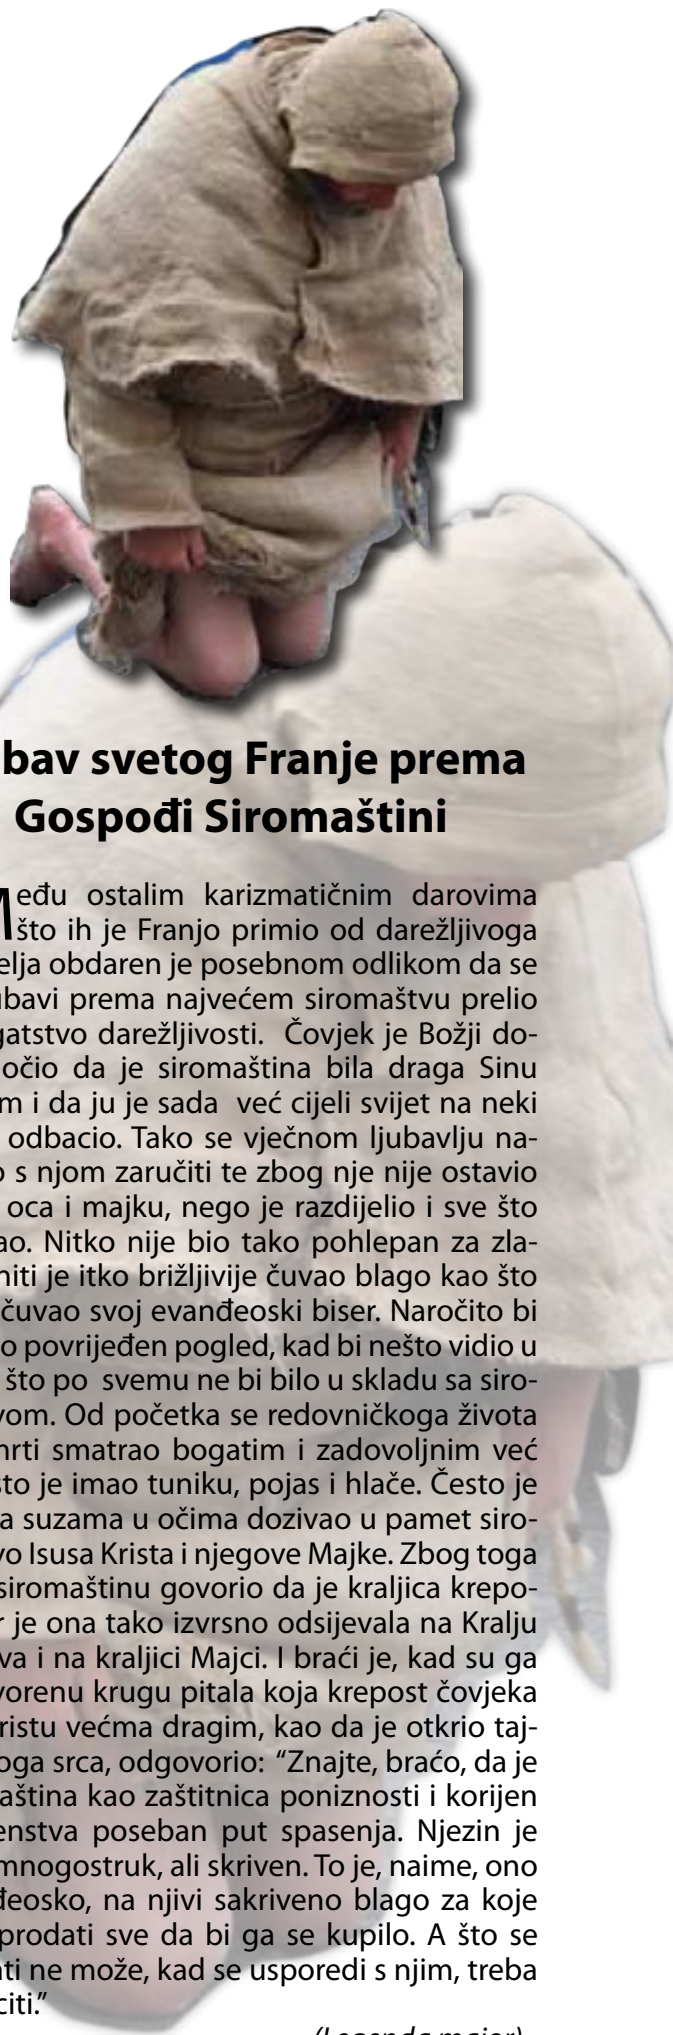 bav svetog Franje prema
Gospođi Siromaštini
Među ostalim karizmatičnim darovima
što ih je Franjo primio od darežljivoga
elja obdaren je posebnom odlikom da se
ubavi prema najvećem siromaštvu prelio
gatstvo darežljivosti. Čovjek je Božji do-
očio da je siromaština bila draga Sinu
m i da ju je sada već cijeli svijet na neki
odbacio. Tako se vječnom ljubavlju na-
o s njom zaručiti te zbog nje nije ostavio
oca i majku, nego je razdijelio i sve što
ao. Nitko nije bio tako pohlepan za zla-
niti je itko brižljivije čuvao blago kao što
čuvao svoj evanđeoski biser. Naročito bi
o povrijeđen pogled, kad bi nešto vidio u
što po svemu ne bi bilo u skladu sa siro-
vom. Od početka se redovničkoga života
mrti smatrao bogatim i zadovoljnim već
što je imao tuniku, pojas i hlače. Često je
a suzama u očima dozivao u pamet siro-
vo Isusa Krista i njegove Majke. Zbog toga
siromaštinu govorio da je kraljica krepo-
r je ona tako izvrsno odsijevala na Kralju
va i na kraljici Majci. I braći je, kad su ga
vorenu krugu pitala koja krepost čovjeka
ristu većma dragim, kao da je otkrio taj-
oga srca, odgovorio: “Znajte, braćo, da je
aština kao zaštitnica poniznosti i korijen
enstva poseban put spasenja. Njezin je
mnogostruk, ali skriven. To je, naime, ono
đeosko, na njivi sakriveno blago za koje
prodati sve da bi ga se kupilo. A što se
ti ne može, kad se usporedi s njim, treba
citi.”
(Legenda maior)